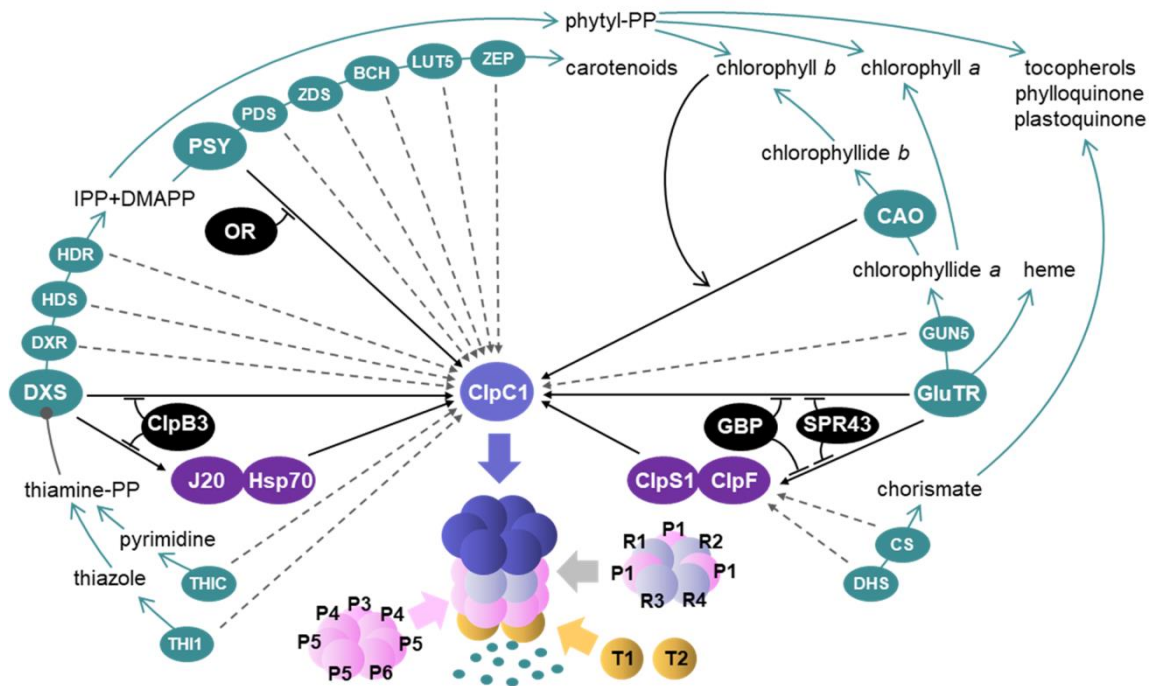 phytyl-PP
carotenoids
chlorophyll b
chlorophyll a
tocopherols
phylloquinone
plastoquinone
ZEP
LUT5
BCH
ZDS
PDS
PSY
chlorophyllide b
IPP+DMAPP
OR
CAO
HDR
chlorophyllide a
heme
HDS
DXR
GUN5
DXS
ClpC1
GluTR
ClpB3
GBP
SPR43
J20
Hsp70
ClpS1
ClpF
thiamine-PP
chorismate
pyrimidine
CS
thiazole
THIC
DHS
THI1
P1
R1
R2
P1
P1
R3
R4
P3
P4
P4
P5
P5
P5
P6
T1
T2